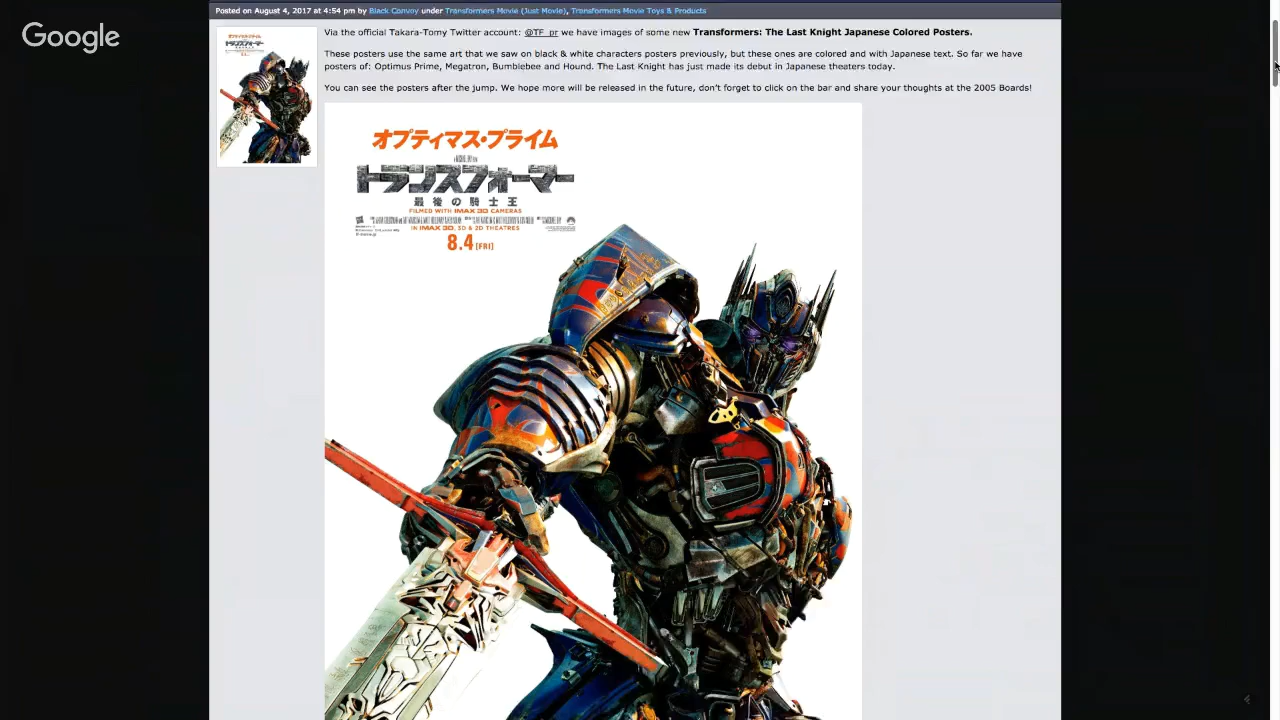 Posted on August 4, 2017 at 4:54 pm by Black Convoy under Transformers Movie (Just Movie), Transformers Movie Toys & Products
Google
Via the official Takara-Tomy Twitter account: @TF_pr we have images of some new Transformers: The Last Knight Japanese Colored Posters.
These posters use the same art that we saw on black & white characters posters previously, but these ones are colored and with Japanese text. So far we have
posters of: Optimus Prime, Megatron, Bumblebee and Hound. The Last Knight has just made its debut in Japanese theaters today.
You can see the posters after the jump. We hope more will be released in the future, don't forget to click on the bar and share your thoughts at the 2005 Boards!
オプティマス・プライム
トランスフォーマー
最後の騎士王
FILMED WITH IMAX 3D CAMERAS
IN IMAX 3D, 3D & 2D THEATRES
8.4 [FRI]